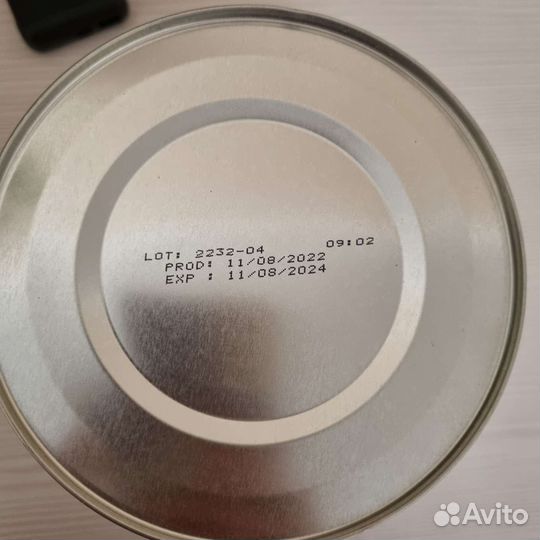 LOT: 2232-04 09:02
PROD: 11/08/2022
EXP : 11/08/2024
Avito